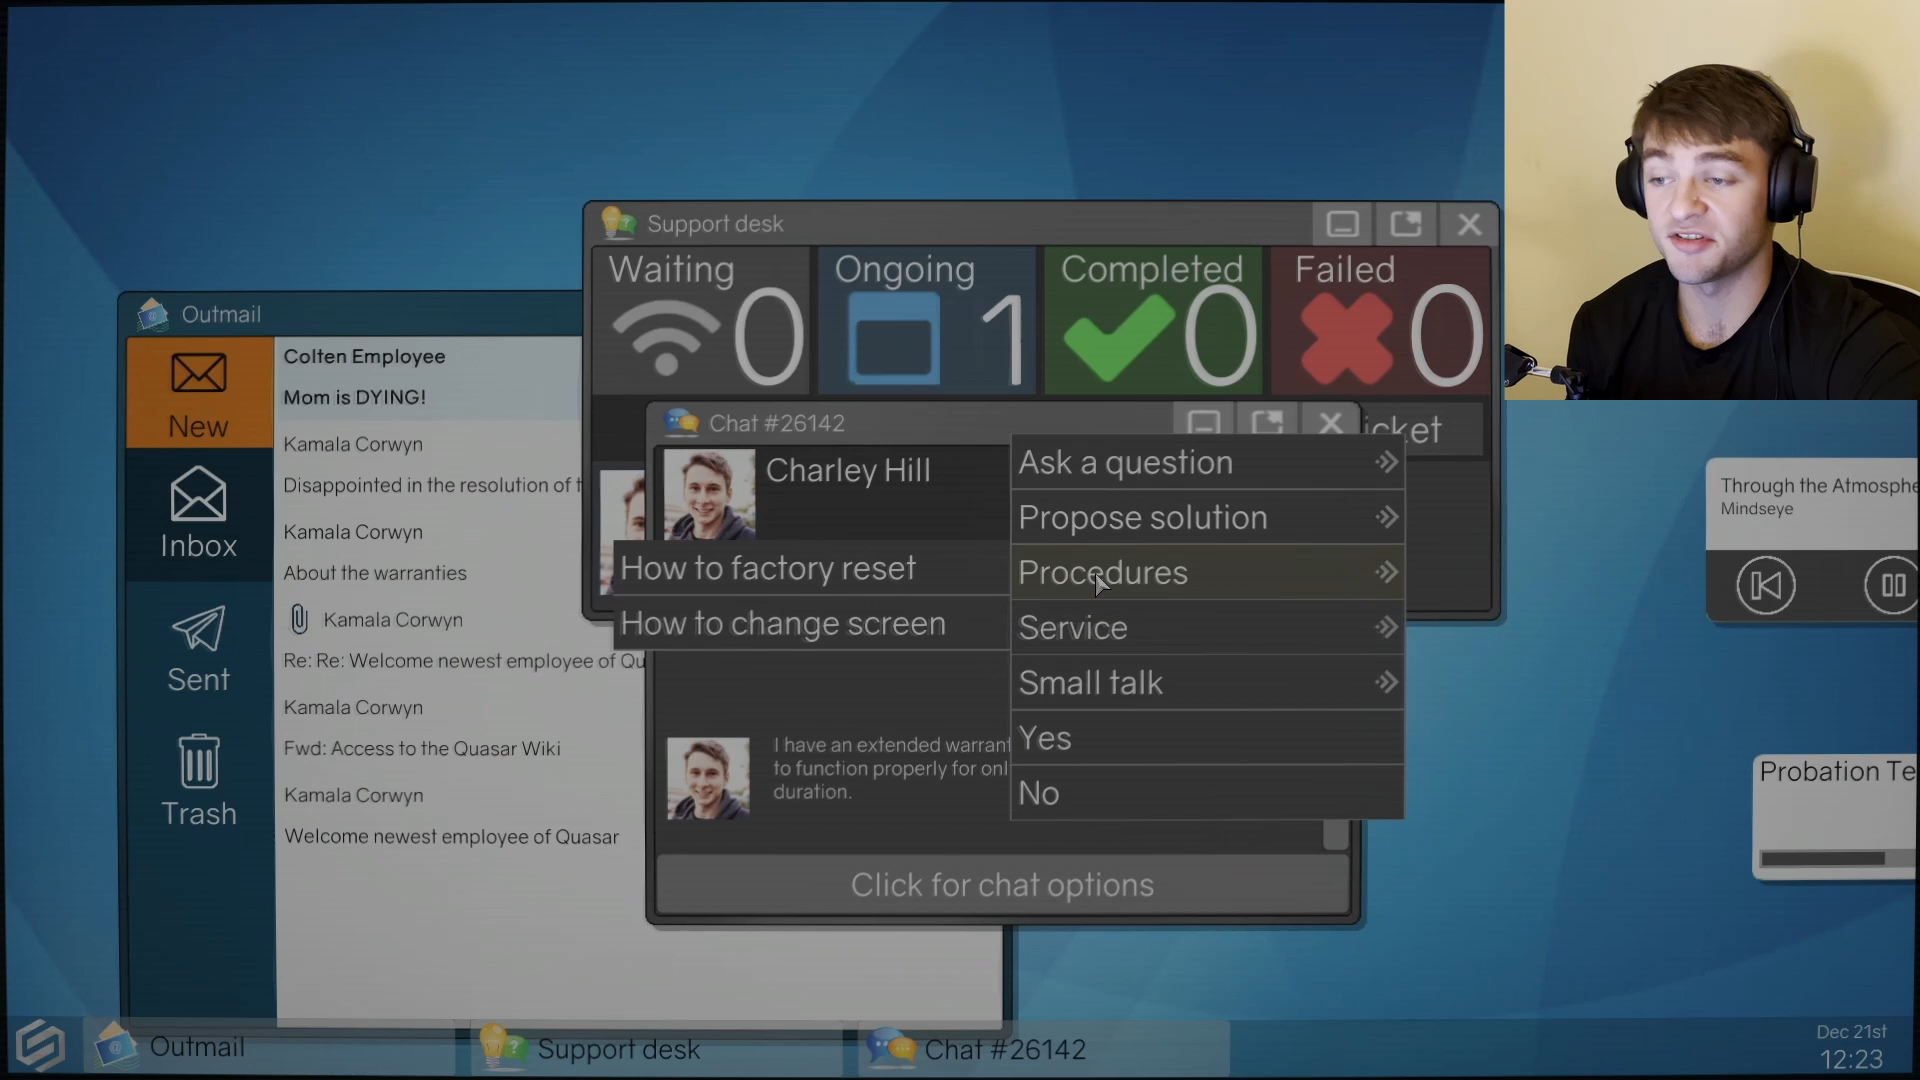 Support desk
Waiting 0
Ongoing 1
Completed 0
Failed 0
icket
Outmail
New
Inbox
Sent
Trash
Colten Employee
Mom is DYING!
Kamala Corwyn
Disappointed in the resolution of t
Kamala Corwyn
About the warranties
Kamala Corwyn
Re: Re: Welcome newest employee of Qu
Kamala Corwyn
Fwd: Access to the Quasar Wiki
Kamala Corwyn
Welcome newest employee of Quasar
Chat #26142
Charley Hill
I have an extended warrant
to function properly for onl
duration.
Click for chat options
Ask a question
Propose solution
Procedures
Service
Small talk
Yes
No
How to factory reset
How to change screen
Through the Atmosphe
Mindseye
Probation Te
Outmail
Support desk
Chat #26142
Dec 21st
12:23